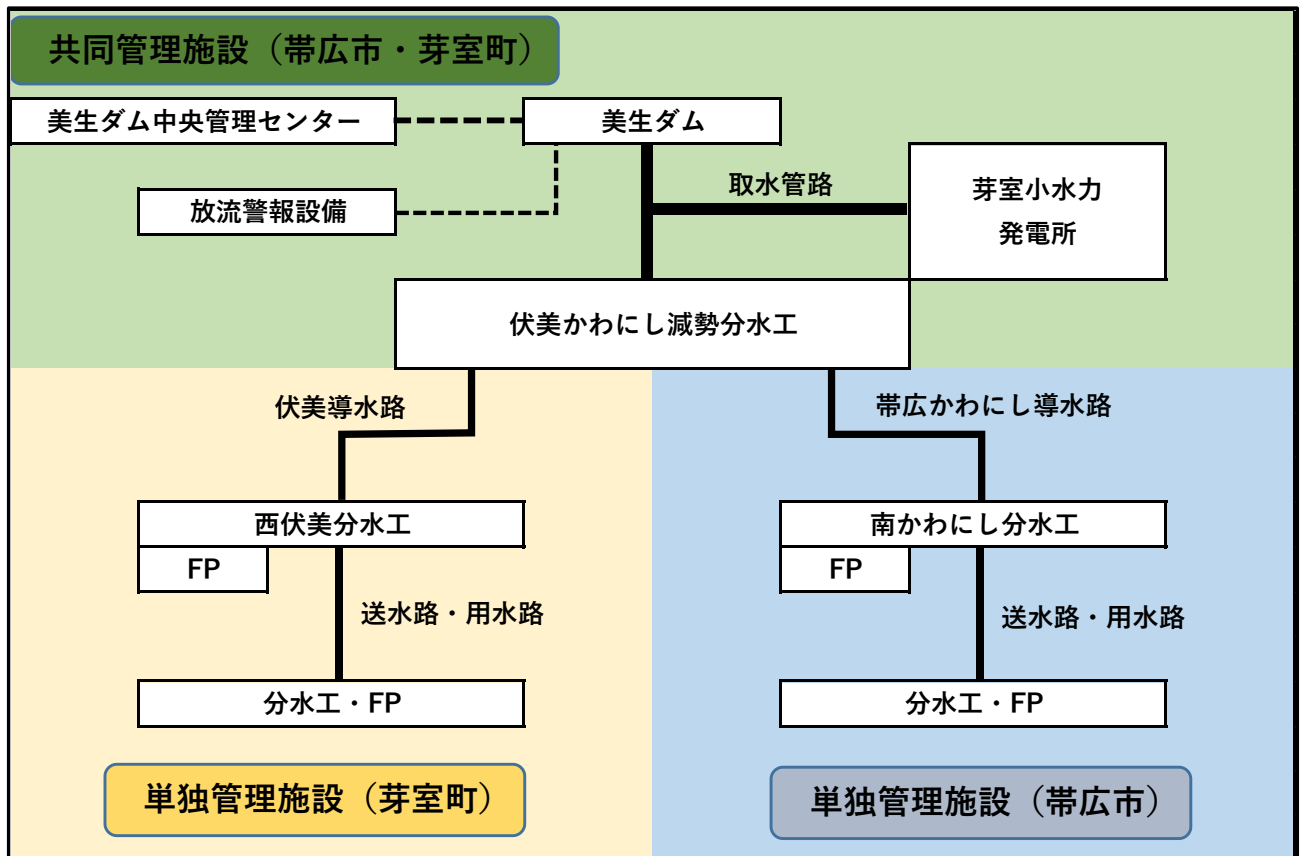 共同管理施設（帯広市・芽室町）
美生ダム中央管理センター
美生ダム
取水管路
芽室小水力
発電所
放流警報設備
伏美かわにし減勢分水工
伏美導水路
帯広かわにし導水路
西伏美分水工
FP
南かわにし分水工
FP
送水路・用水路
送水路・用水路
分水工・FP
分水工・FP
単独管理施設（芽室町）
単独管理施設（帯広市）